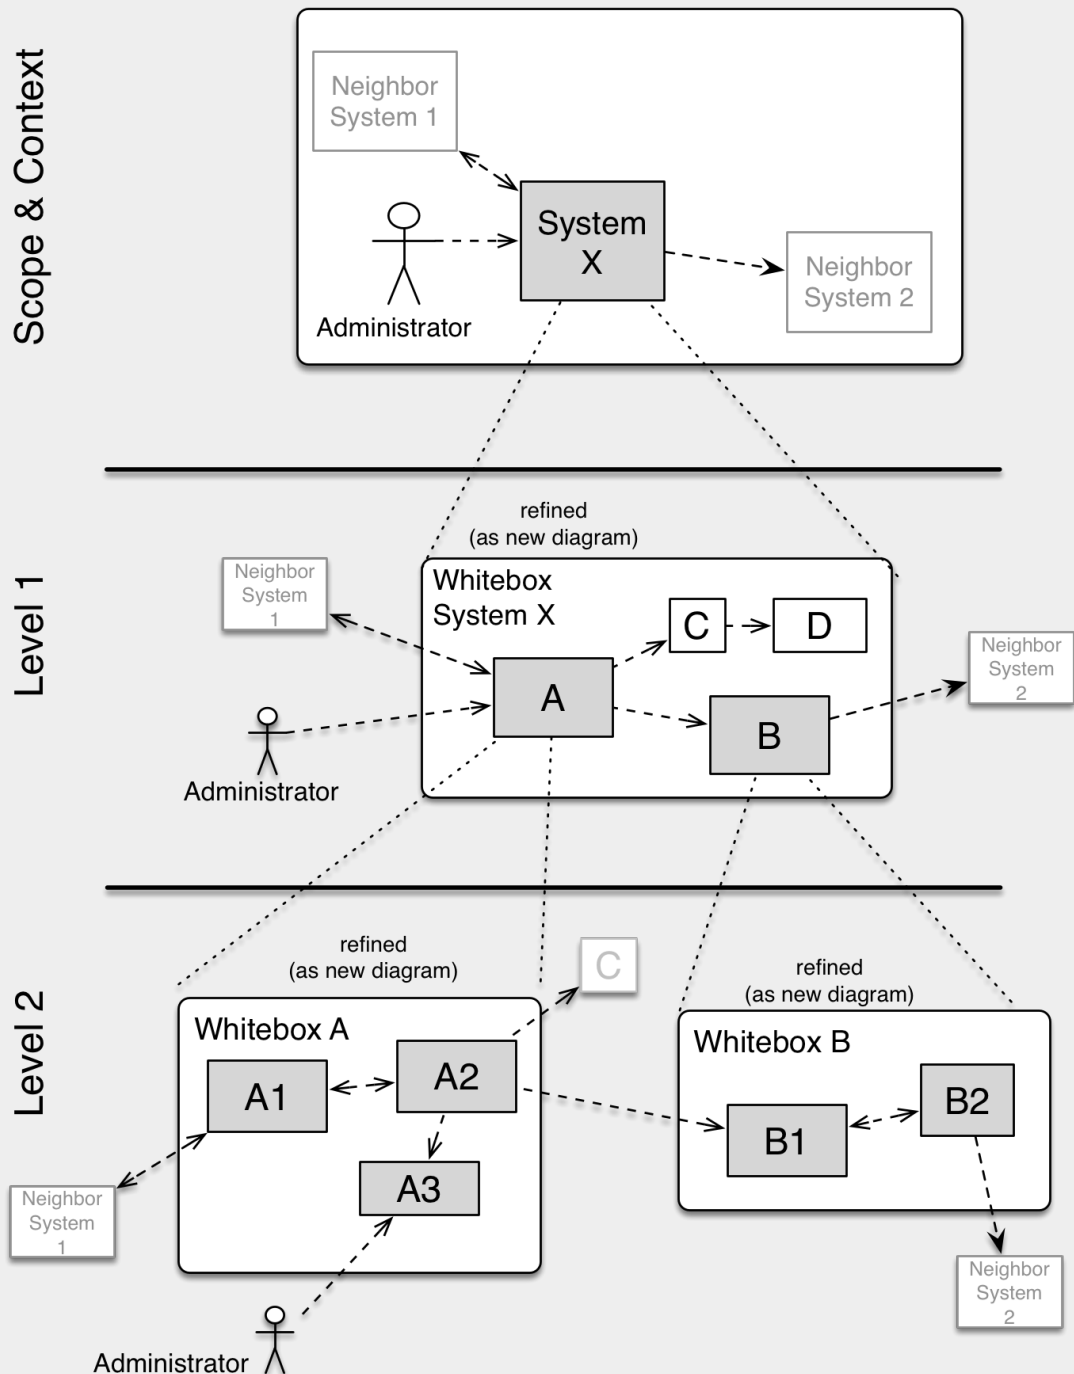 Scope & Context
Neighbor
System 1
System
X
Neighbor
System 2
Administrator
Level 1
refined
(as new diagram)
Neighbor
System
1
Whitebox
System X
C
D
A
B
Neighbor
System
2
Administrator
Level 2
refined
(as new diagram)
C
refined
(as new diagram)
Whitebox A
A1
A2
A3
Whitebox B
B1
B2
Neighbor
System
1
Neighbor
System
2
Administrator